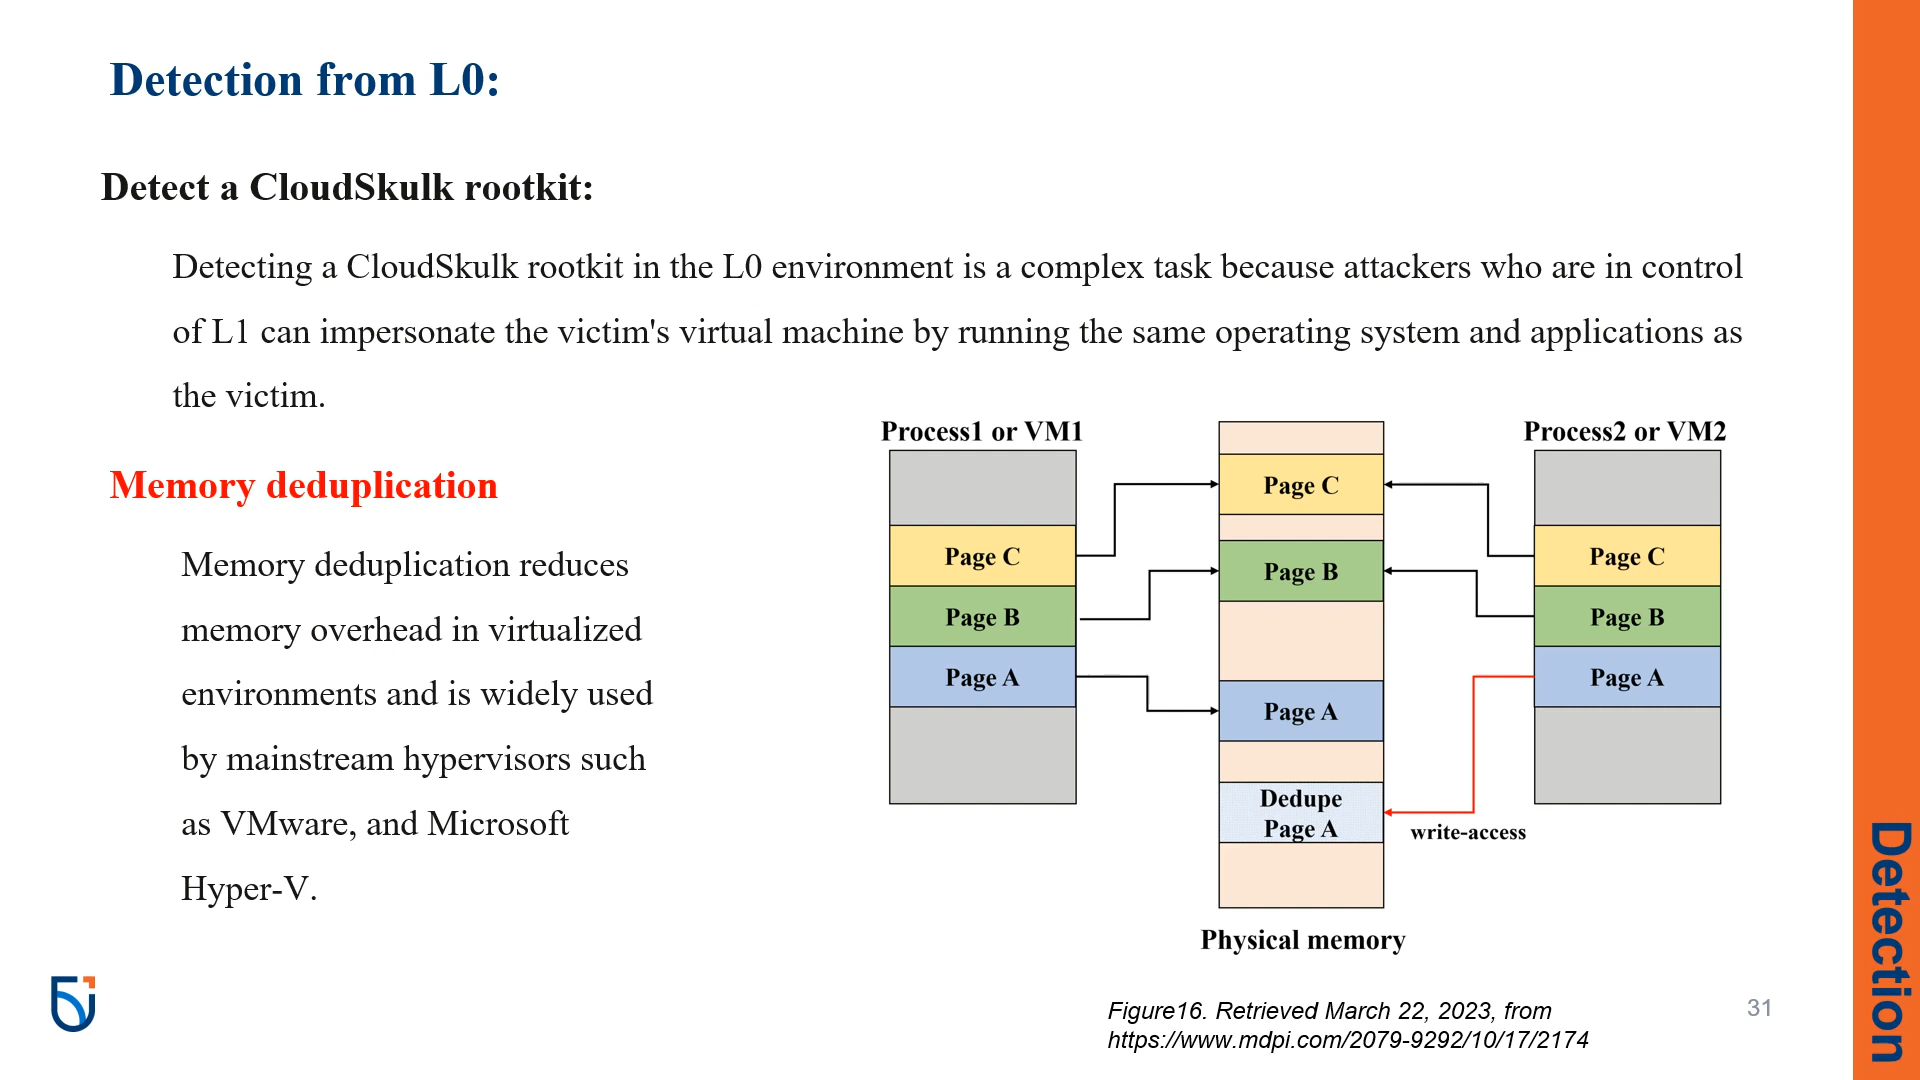 Detection from L0:
Detect a CloudSkulk rootkit:
Detecting a CloudSkulk rootkit in the L0 environment is a complex task because attackers who are in control
of L1 can impersonate the victim's virtual machine by running the same operating system and applications as
the victim.
Memory deduplication
Memory deduplication reduces
memory overhead in virtualized
environments and is widely used
by mainstream hypervisors such
as VMware, and Microsoft
Hyper-V.
Process1 or VM1
Page C
Page B
Page A
Page C
Page B
Page A
Dedupe
Page A
Physical memory
Process2 or VM2
Page C
Page B
Page A
write-access
Figure16. Retrieved March 22, 2023, from
https://www.mdpi.com/2079-9292/10/17/2174
31
Detection